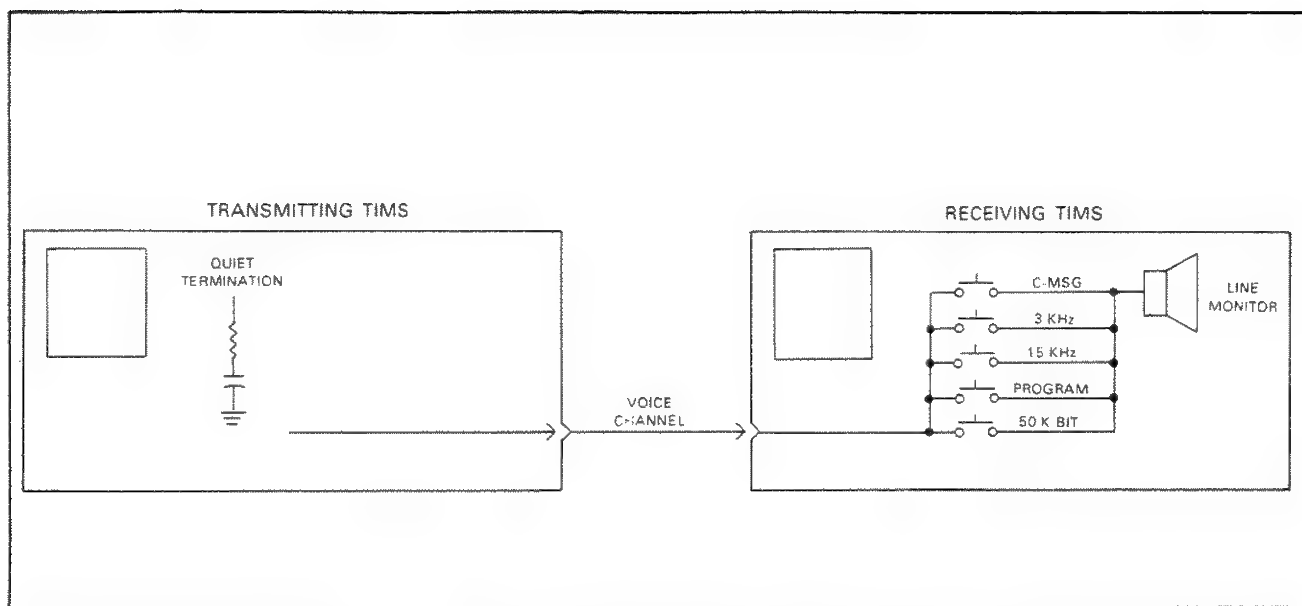 TRANSMITTING TIMS
QUIET
TERMINATION
VOICE
CHANNEL
RECEIVING TIMS
C-MSG
3 KHz
15 KHz
PROGRAM
50 K BIT
LINE
MONITOR